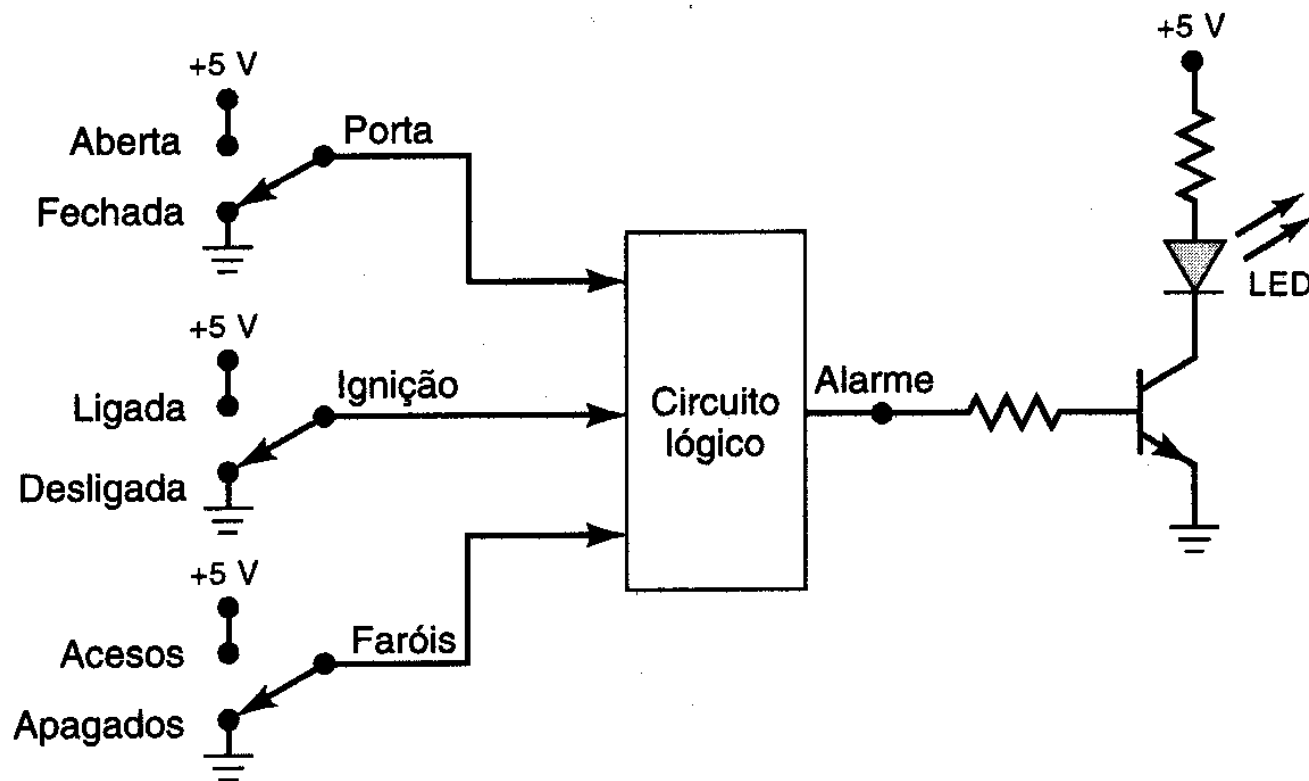 +5 V
Aberta
Porta
Fechada
+5 V
Ligada
Ignição
Desligada
+5 V
Acesos
Faróis
Apagados
Circuito
lógico
Alarme
+5 V
LED